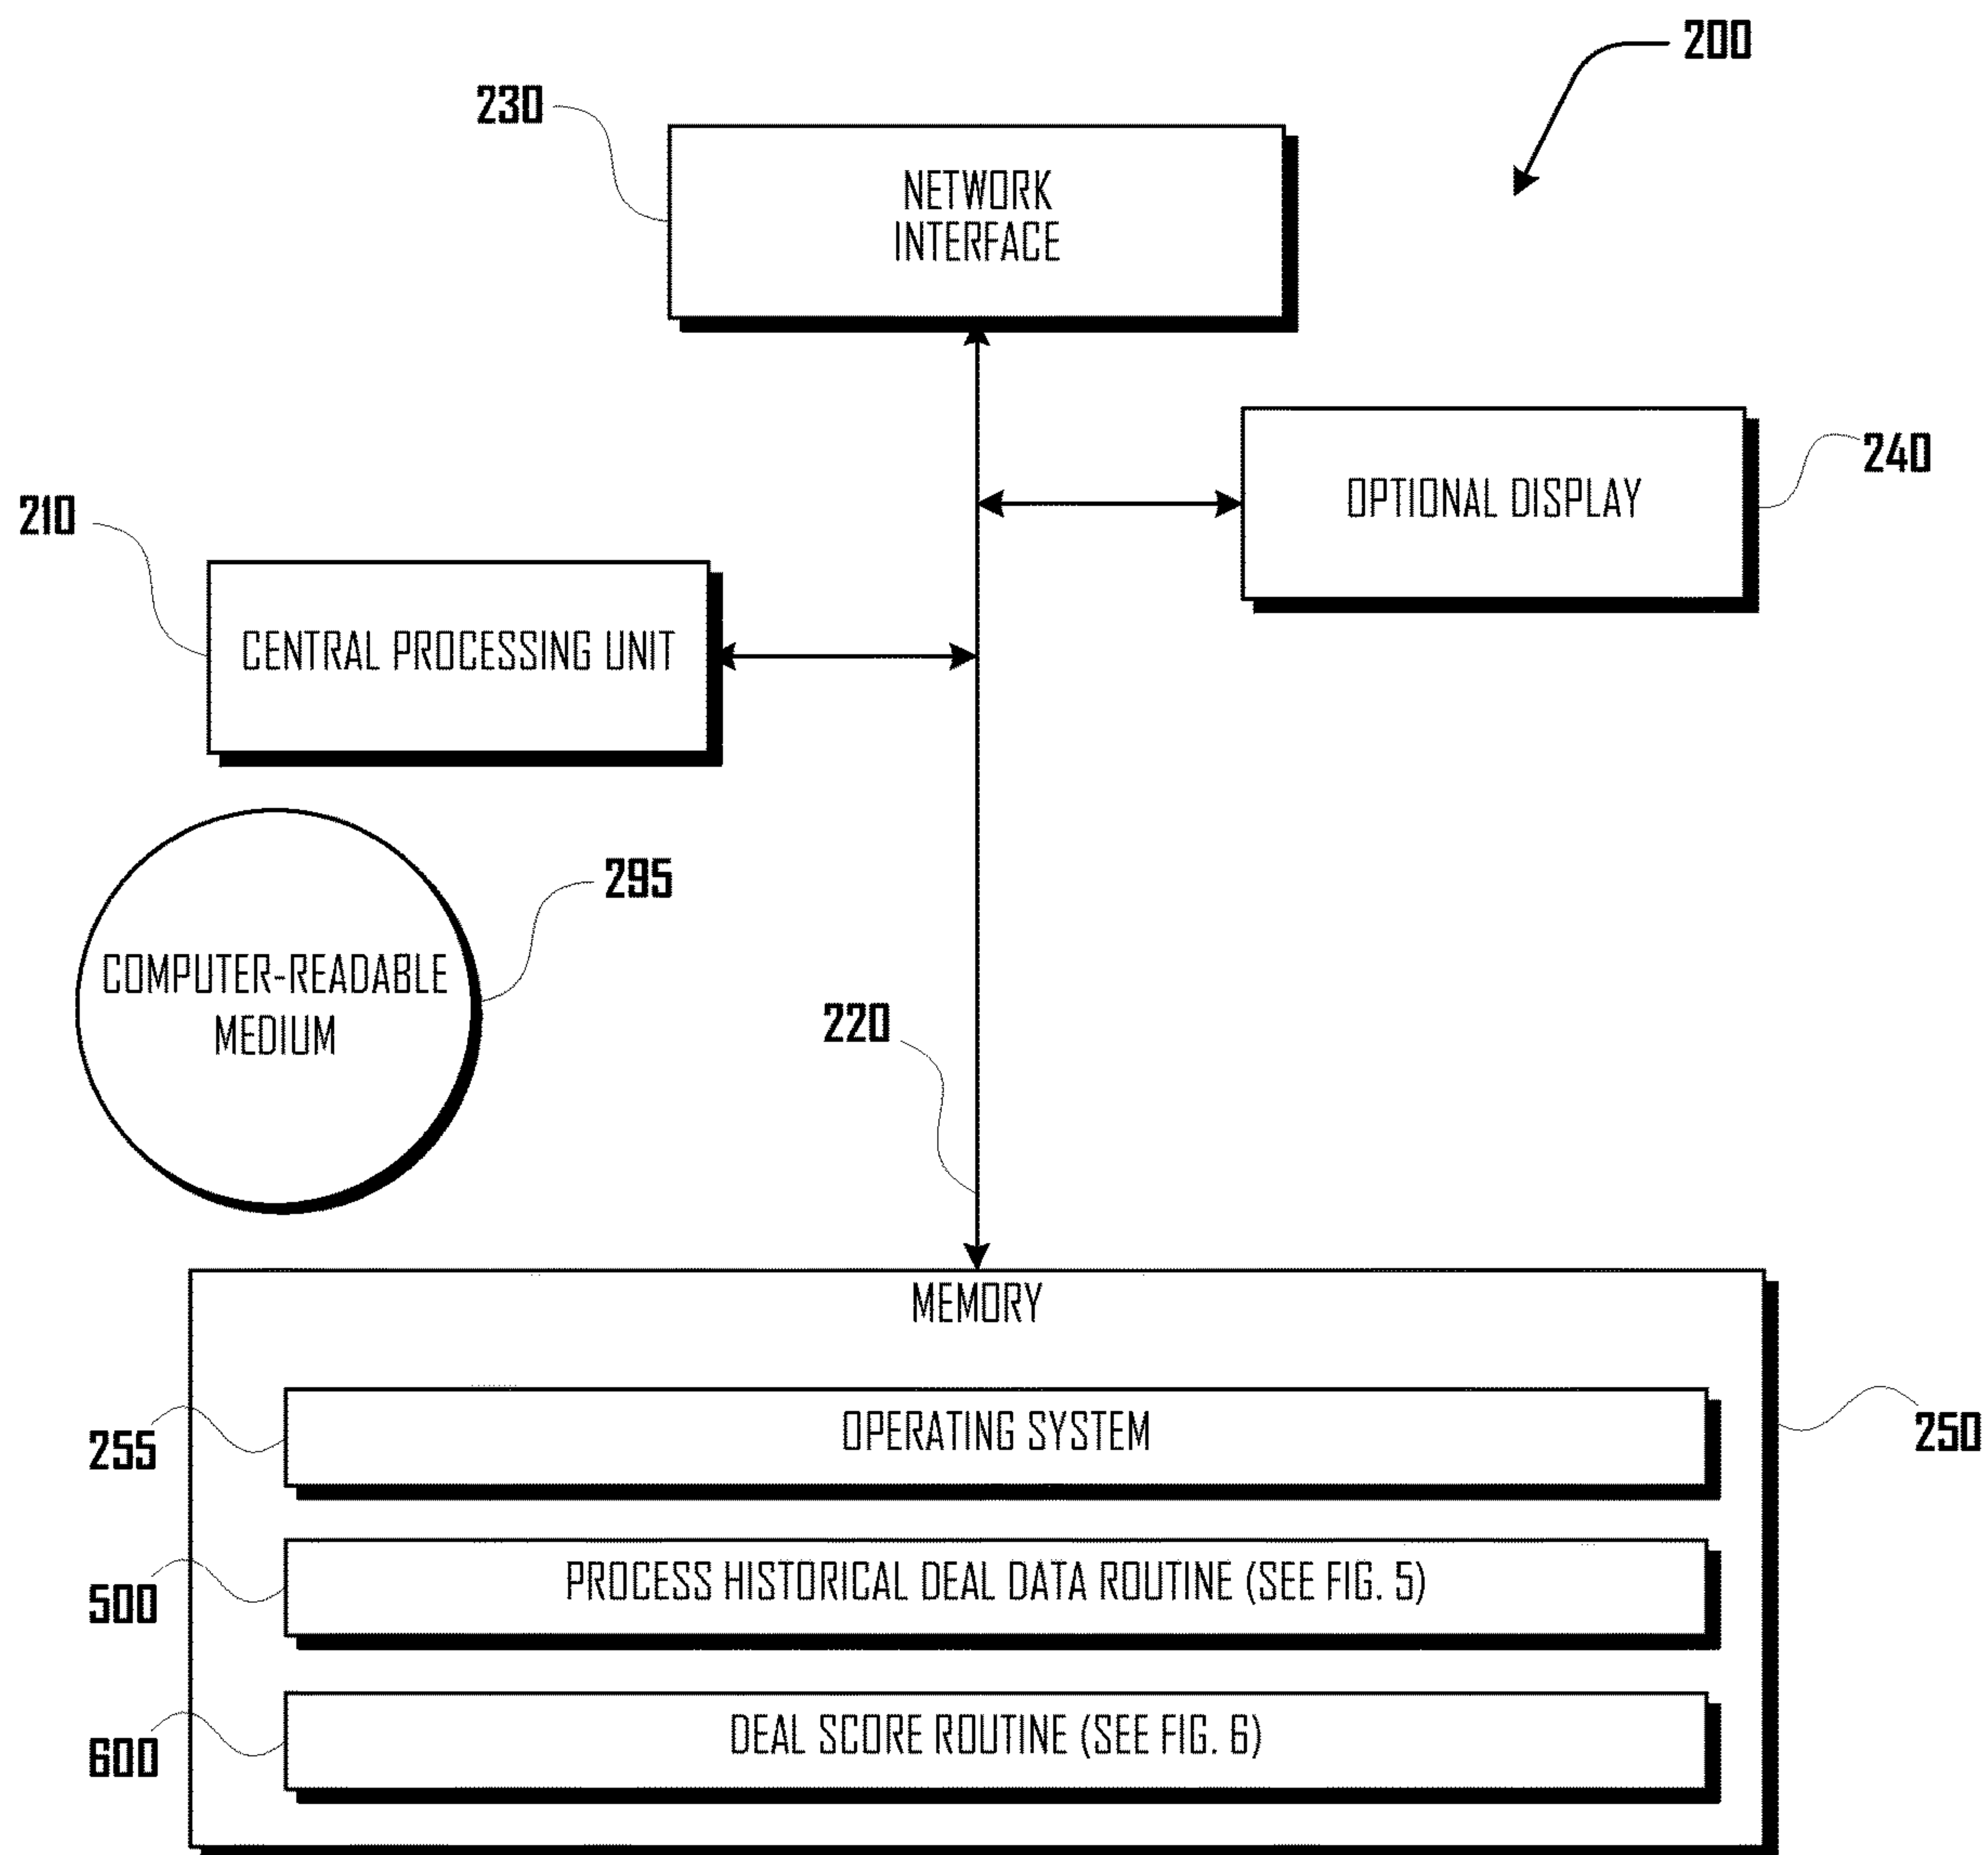 200
230
NETWORK
INTERFACE
240
OPTIONAL DISPLAY
210
CENTRAL PROCESSING UNIT
295
COMPUTER-READABLE
MEDIUM
220
MEMORY
255
OPERATING SYSTEM
250
500
PROCESS HISTORICAL DEAL DATA ROUTINE (SEE FIG. 5)
600
DEAL SCORE ROUTINE (SEE FIG. 6)